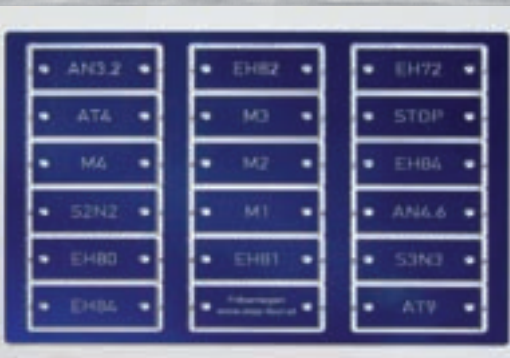 AN3.2
AT4
M4
S2N2
EH80
EH84
EH82
M3
M2
M1
EH81
EH72
STOP
EH84
AN4.6
S3N3
AT9